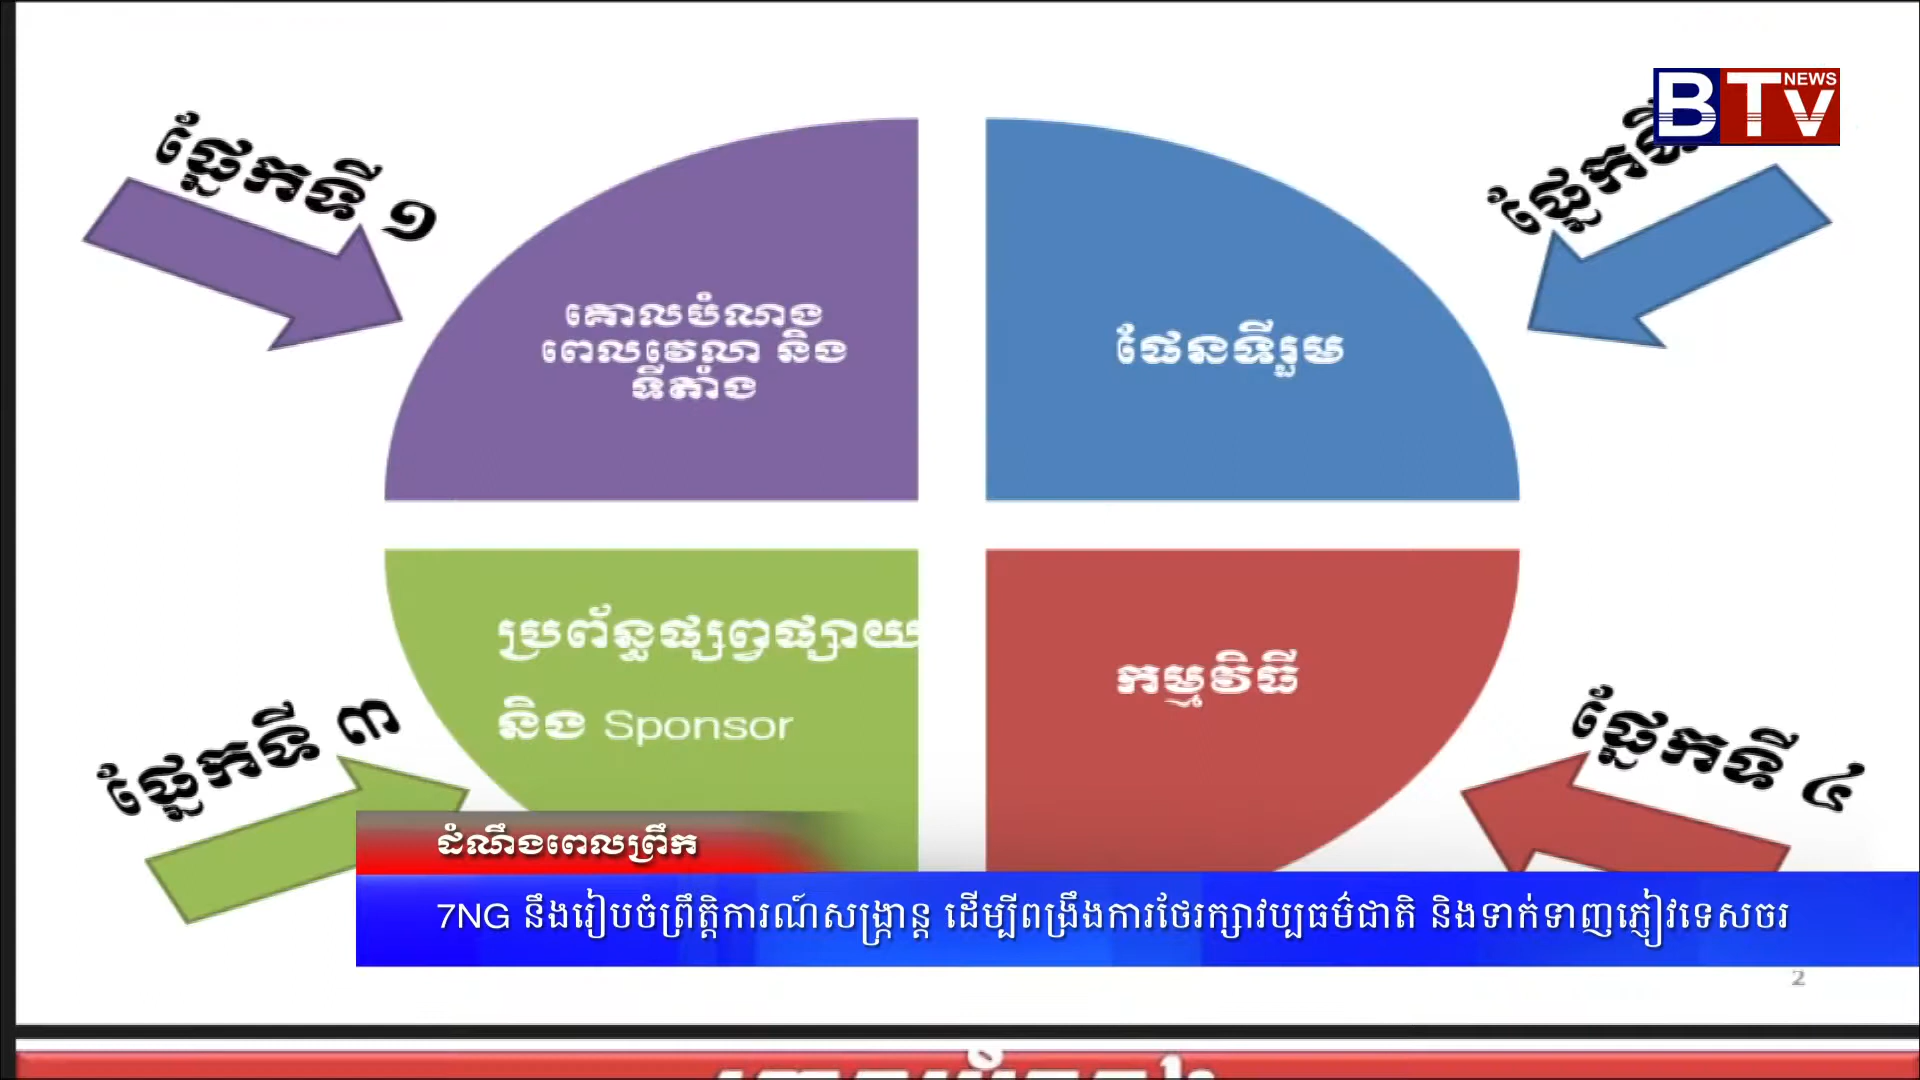 BTV NEWS
ផ្នែកទី ១
គោលបំណង
ពេលវេលា និង
ទីតាំង
ផែនទីរួម
ប្រព័ន្ធផ្សព្វផ្សាយ
និង Sponsor
កម្មវិធី
ផ្នែកទី ៣
ផ្នែកទី ៤
ដំណឹងពេលព្រឹក
7NG នឹងរៀបចំព្រឹត្តិការណ៍សង្ក្រាន្ត ដើម្បីពង្រឹងការថែរក្សាវប្បធម៌ជាតិ និងទាក់ទាញភ្ញៀវទេសចរ
2